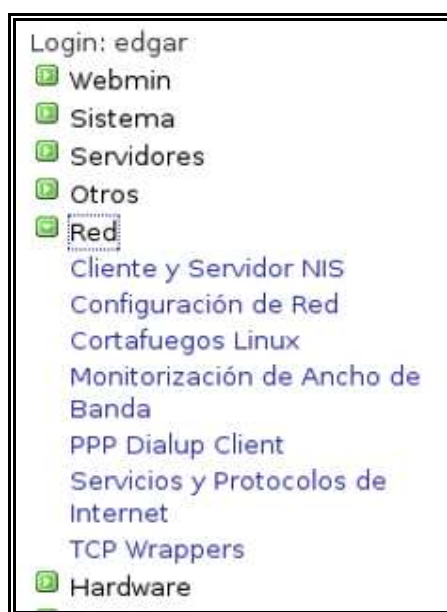 Login: edgar
Webmin
Sistema
Servidores
Otros
Red
Cliente y Servidor NIS
Configuración de Red
Cortafuegos Linux
Monitorización de Ancho de
Banda
PPP Dialup Client
Servicios y Protocolos de
Internet
TCP Wrappers
Hardware